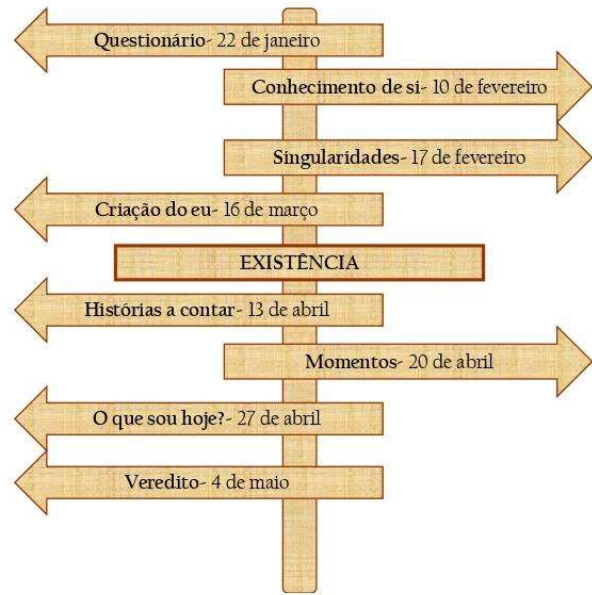 Questionário- 22 de janeiro
Conhecimento de si- 10 de fevereiro
Singularidades- 17 de fevereiro
Criação do eu- 16 de março
EXISTÊNCIA
Histórias a contar- 13 de abril
Momentos- 20 de abril
O que sou hoje?- 27 de abril
Veredito- 4 de maio